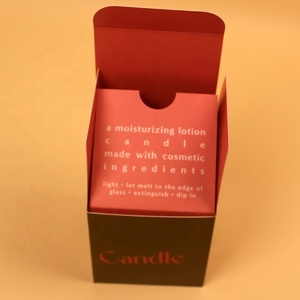 a moisturizing lotion
candle
made with cosmetic
ingredients
light • let melt to the edge of
glass • extinguish • dip in
Candle